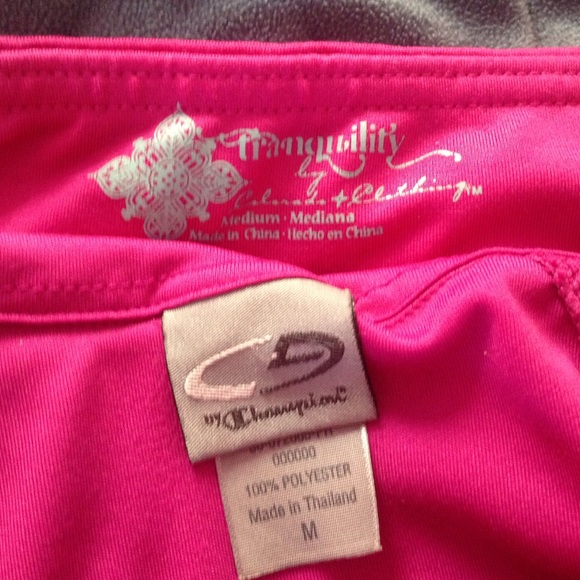 Tranquility
by
Colorado Clothing™
Medium · Mediana
Made in China · Hecho en China
C9
by Champion
000000
100% POLYESTER
Made in Thailand
M